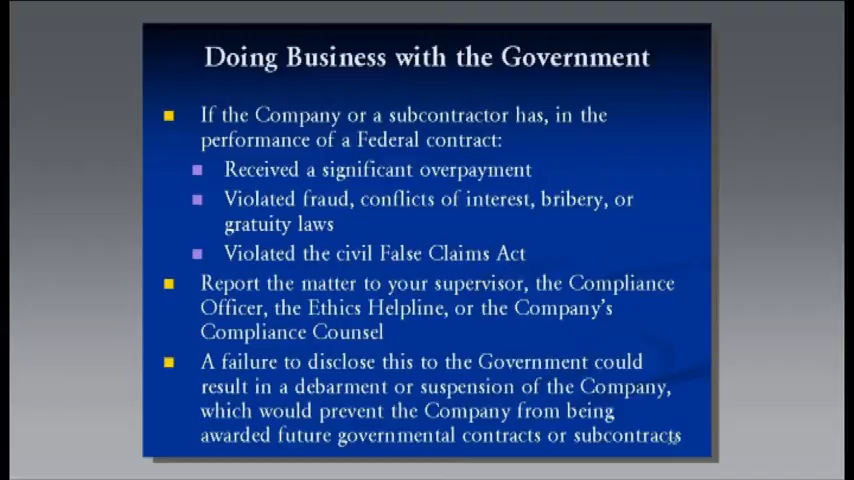 Doing Business with the Government
If the Company or a subcontractor has, in the
performance of a Federal contract:
Received a significant overpayment
Violated fraud, conflicts of interest, bribery, or
gratuity laws
Violated the civil False Claims Act
Report the matter to your supervisor, the Compliance
Officer, the Ethics Helpline, or the Company's
Compliance Counsel
A failure to disclose this to the Government could
result in a debarment or suspension of the Company,
which would prevent the Company from being
awarded future governmental contracts or subcontracts